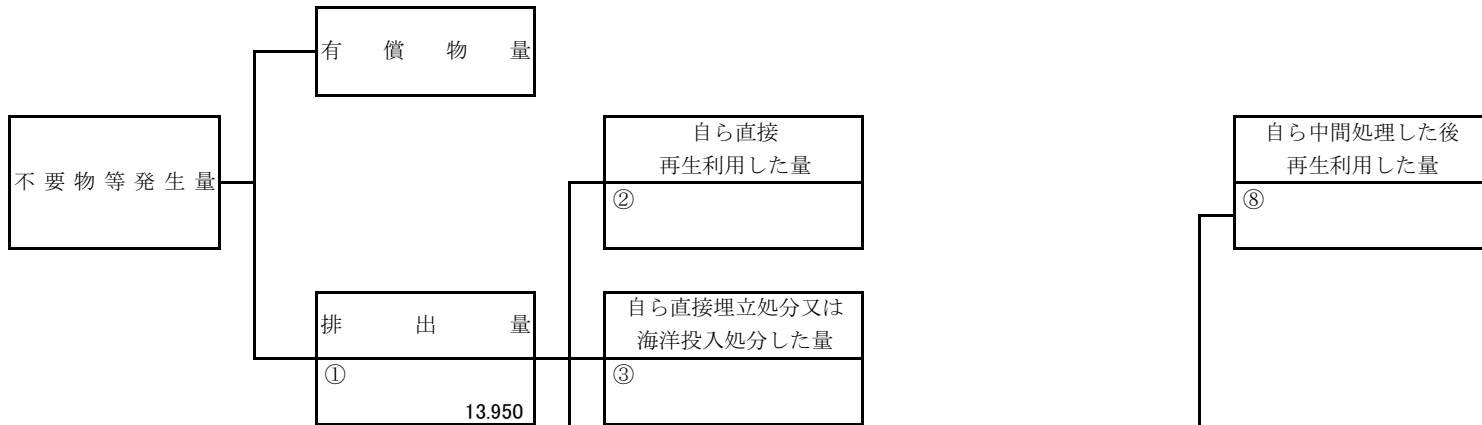 有償物量
不要物等発生量
自ら直接
再生利用した量
②
自ら中間処理した後
再生利用した量
⑧
排出量
①
13.950
自ら直接埋立処分又は
海洋投入処分した量
③